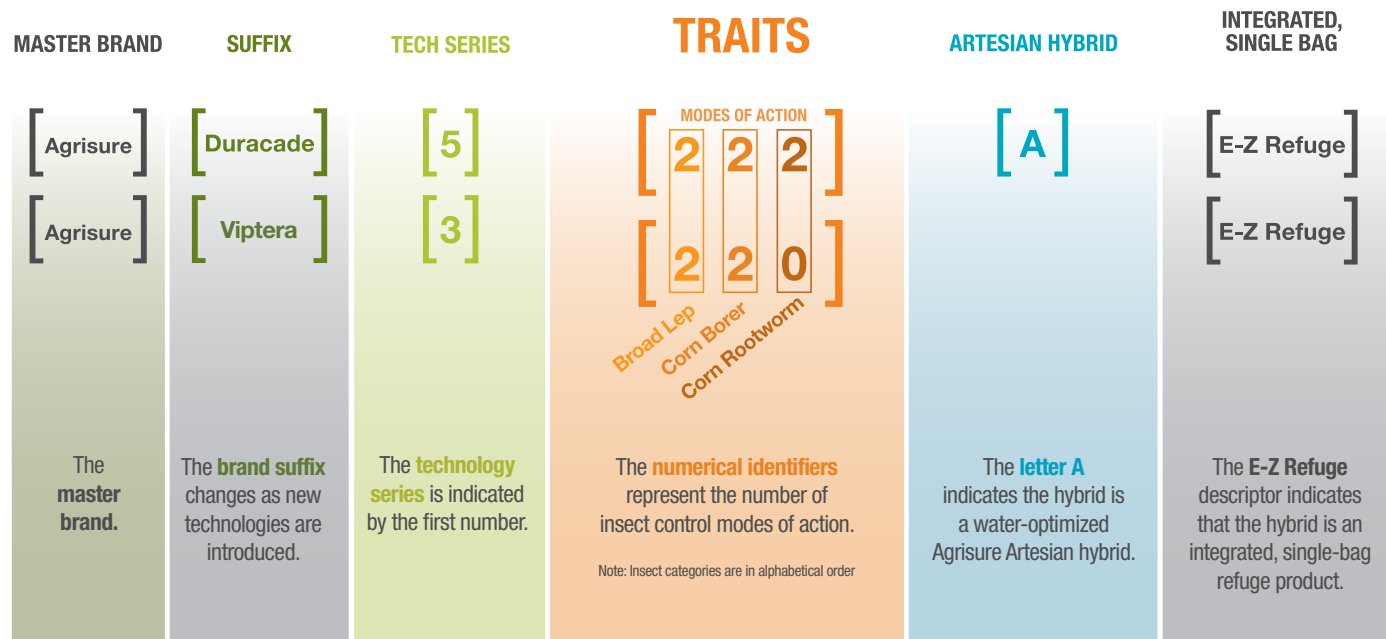 MASTER BRAND
SUFFIX
TECH SERIES
TRAITS
ARTESIAN HYBRID
INTEGRATED,
SINGLE BAG
Agrisure
Duracade
5
MODES OF ACTION
2 2 2
A
E-Z Refuge
Agrisure
Viptera
3
2 2 0
E-Z Refuge
Broad Lep
Corn Borer
Corn Rootworm
The
master
brand.
The brand suffix
changes as new
technologies are
introduced.
The technology
series is indicated
by the first number.
The numerical identifiers
represent the number of
insect control modes of action.
Note: Insect categories are in alphabetical order
The letter A
indicates the hybrid is
a water-optimized
Agrisure Artesian hybrid.
The E-Z Refuge
descriptor indicates
that the hybrid is an
integrated, single-bag
refuge product.